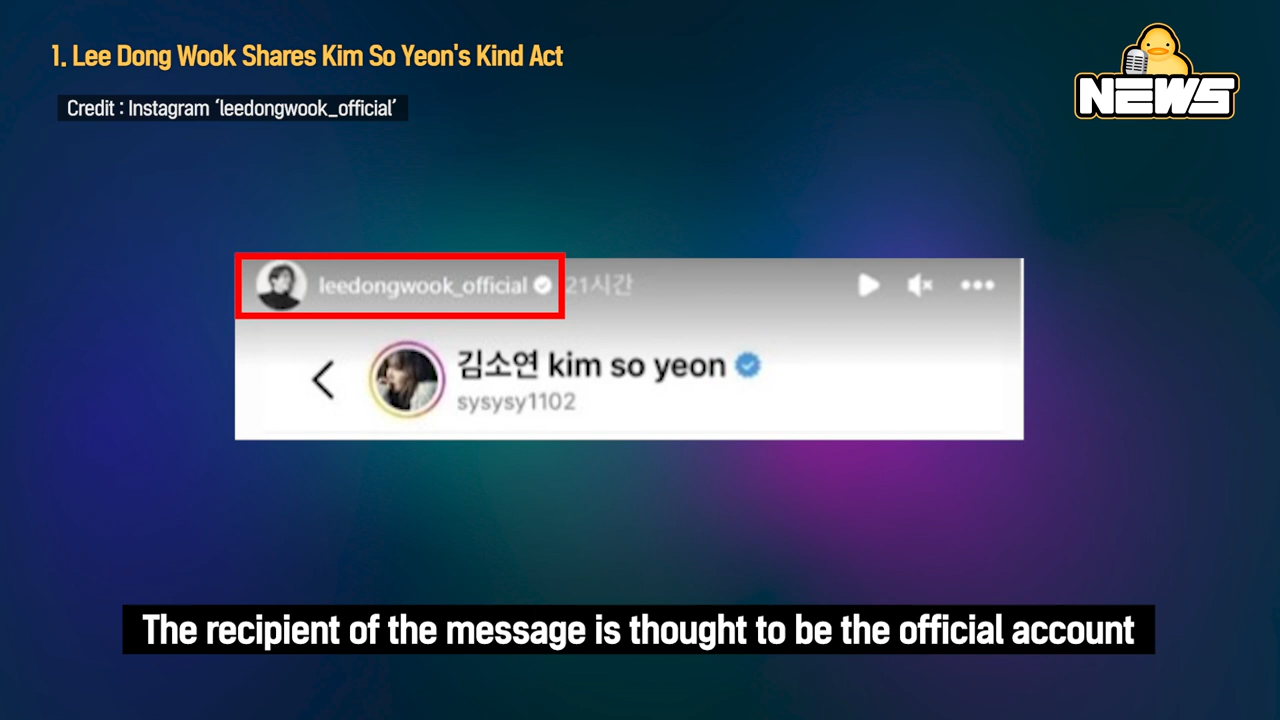 1. Lee Dong Wook Shares Kim So Yeon's Kind Act
Credit : Instagram ‘leedongwook_official’
NEWS
leedongwook_official 21시간
김소연 kim so yeon
sysysy1102
The recipient of the message is thought to be the official account